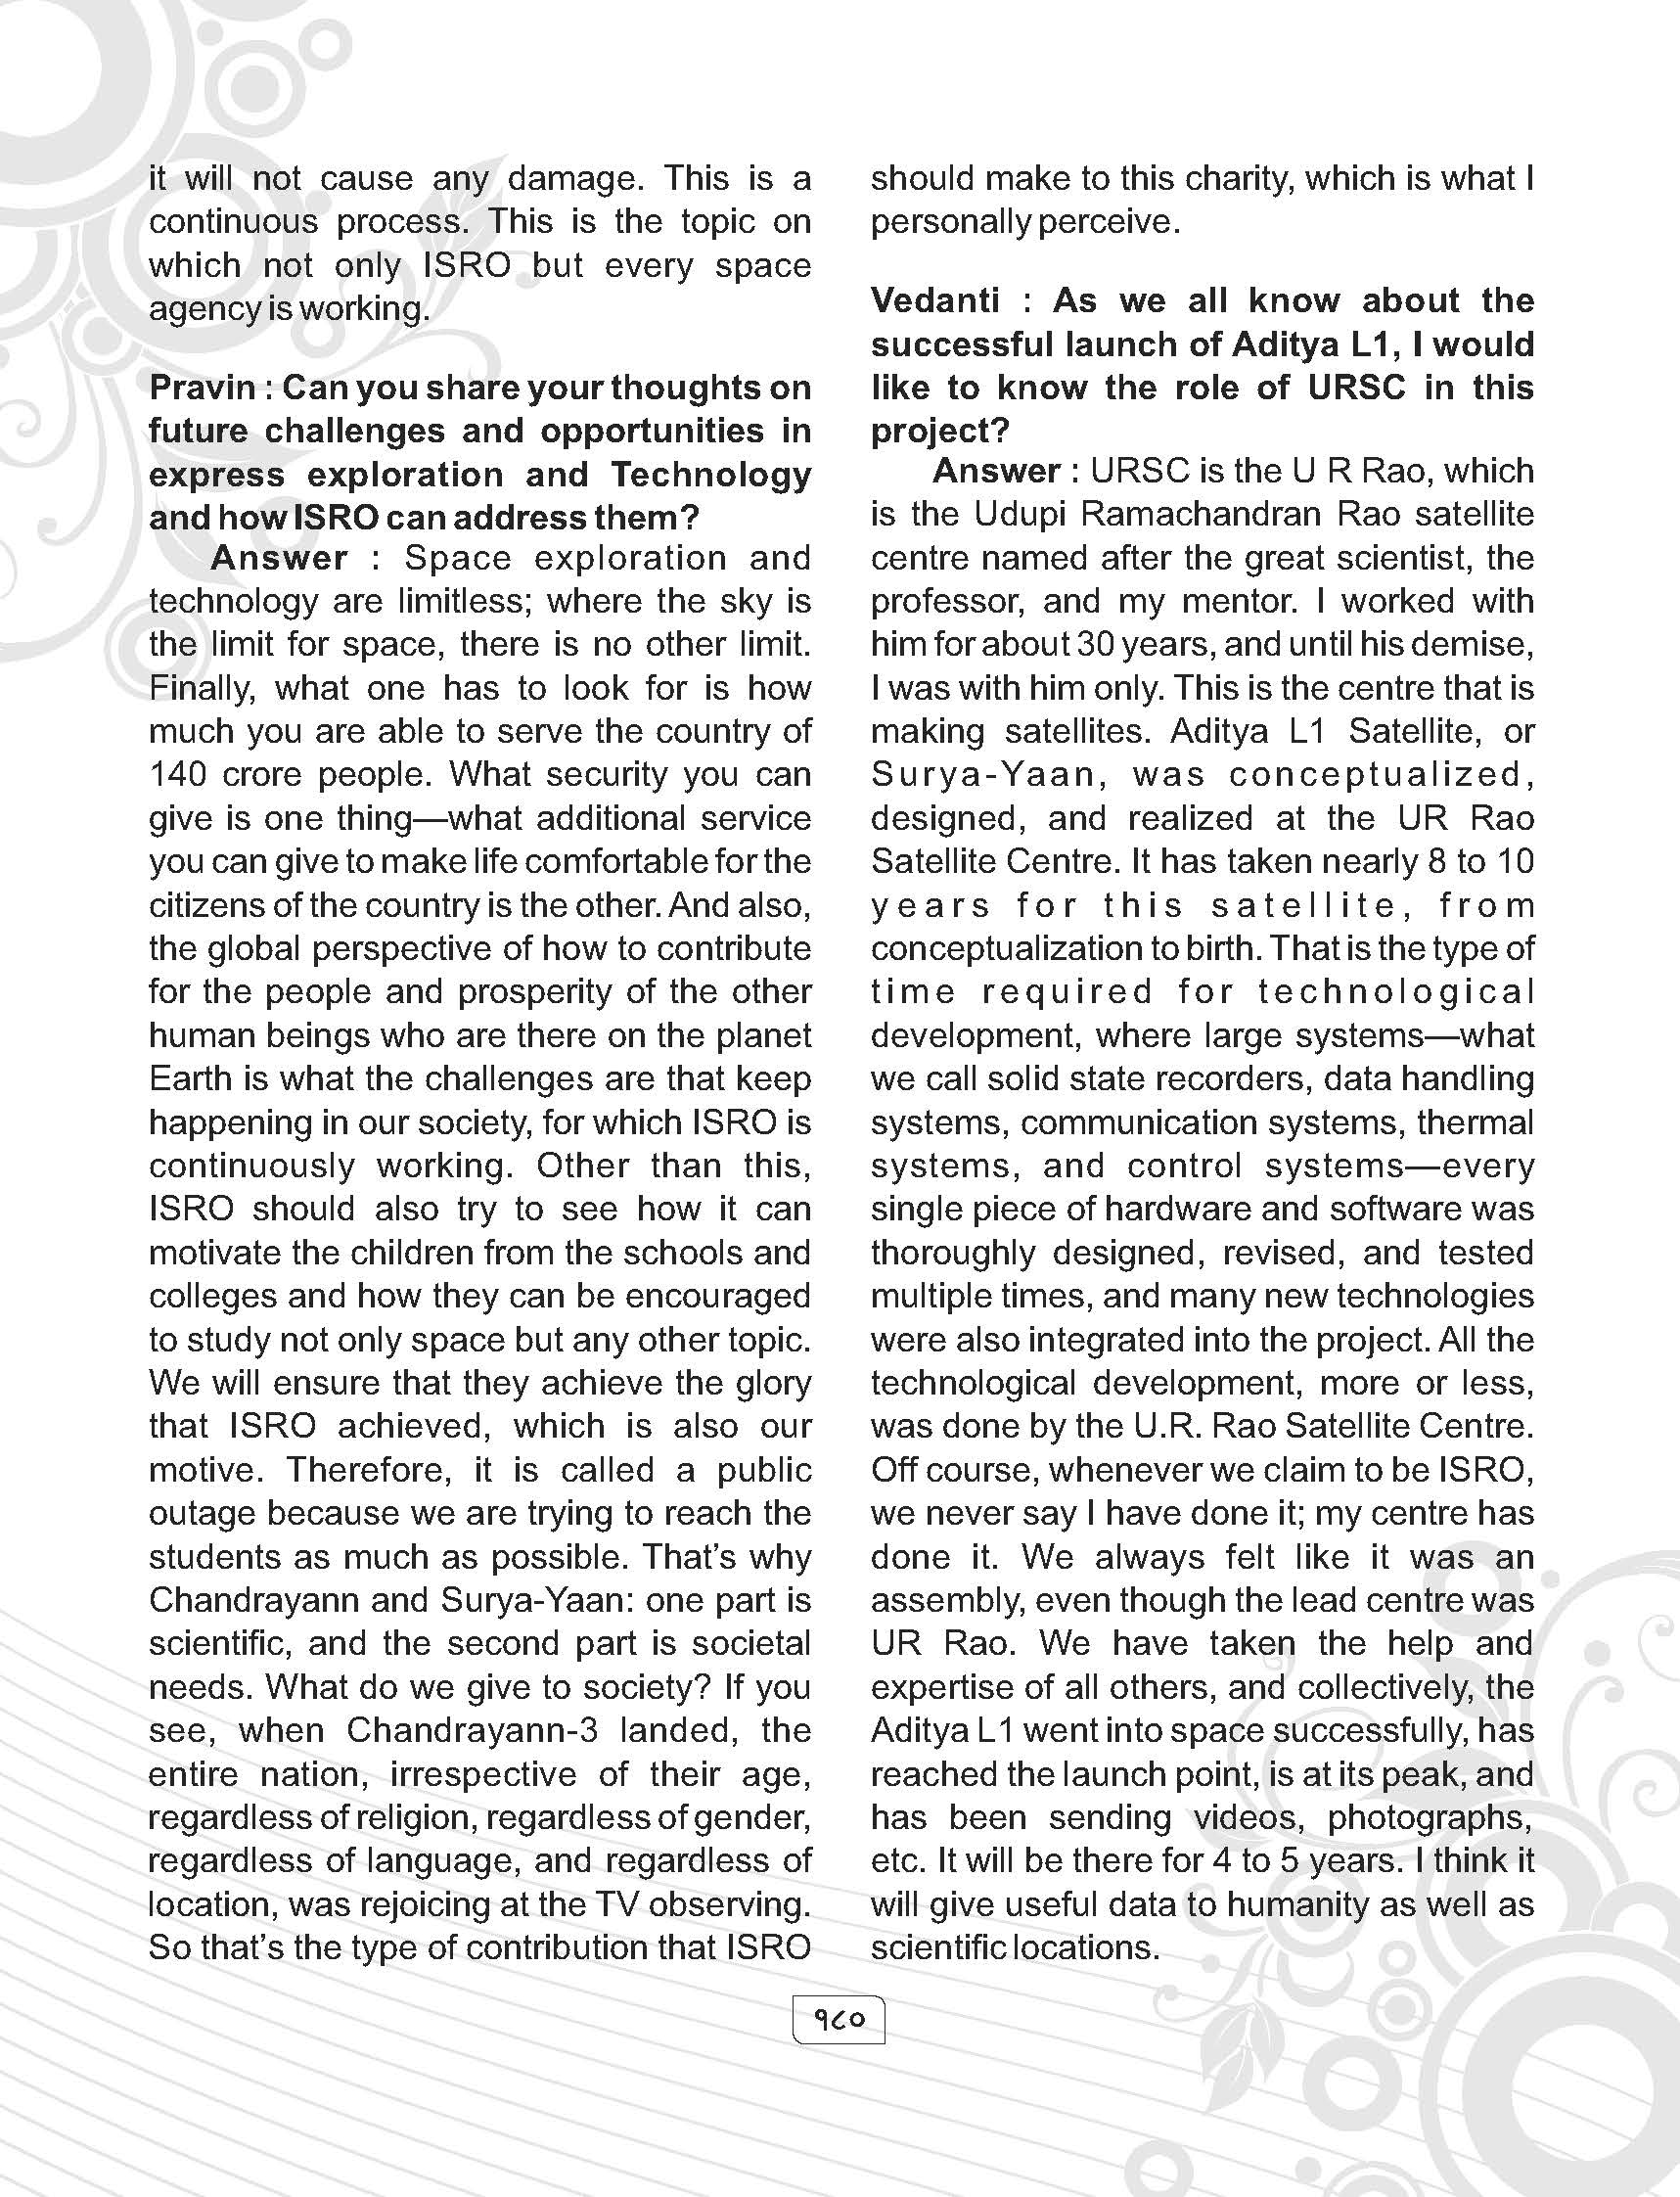 it will not cause any damage. This is a
continuous process. This is the topic on
which not only ISRO but every space
agency is working.
Pravin : Can you share your thoughts on
future challenges and opportunities in
express exploration and Technology
and how ISRO can address them?
Answer : Space exploration and
technology are limitless; where the sky is
the limit for space, there is no other limit.
Finally, what one has to look for is how
much you are able to serve the country of
140 crore people. What security you can
give is one thing—what additional service
you can give to make life comfortable for the
citizens of the country is the other. And also,
the global perspective of how to contribute
for the people and prosperity of the other
human beings who are there on the planet
Earth is what the challenges are that keep
happening in our society, for which ISRO is
continuously working. Other than this,
ISRO should also try to see how it can
motivate the children from the schools and
colleges and how they can be encouraged
to study not only space but any other topic.
We will ensure that they achieve the glory
that ISRO achieved, which is also our
motive. Therefore, it is called a public
outage because we are trying to reach the
students as much as possible. That’s why
Chandrayann and Surya-Yaan: one part is
scientific, and the second part is societal
needs. What do we give to society? If you
see, when Chandrayann-3 landed, the
entire nation, irrespective of their age,
regardless of religion, regardless of gender,
regardless of language, and regardless of
location, was rejoicing at the TV observing.
So that’s the type of contribution that ISRO
should make to this charity, which is what I
personally perceive.
Vedanti : As we all know about the
successful launch of Aditya L1, I would
like to know the role of URSC in this
project?
Answer : URSC is the U R Rao, which
is the Udupi Ramachandran Rao satellite
centre named after the great scientist, the
professor, and my mentor. I worked with
him for about 30 years, and until his demise,
I was with him only. This is the centre that is
making satellites. Aditya L1 Satellite, or
Surya-Yaan, was conceptualized,
designed, and realized at the UR Rao
Satellite Centre. It has taken nearly 8 to 10
years for this satellite, from
conceptualization to birth. That is the type of
time required for technological
development, where large systems—what
we call solid state recorders, data handling
systems, communication systems, thermal
systems, and control systems—every
single piece of hardware and software was
thoroughly designed, revised, and tested
multiple times, and many new technologies
were also integrated into the project. All the
technological development, more or less,
was done by the U.R. Rao Satellite Centre.
Off course, whenever we claim to be ISRO,
we never say I have done it; my centre has
done it. We always felt like it was an
assembly, even though the lead centre was
UR Rao. We have taken the help and
expertise of all others, and collectively, the
Aditya L1 went into space successfully, has
reached the launch point, is at its peak, and
has been sending videos, photographs,
etc. It will be there for 4 to 5 years. I think it
will give useful data to humanity as well as
scientific locations.
१८०